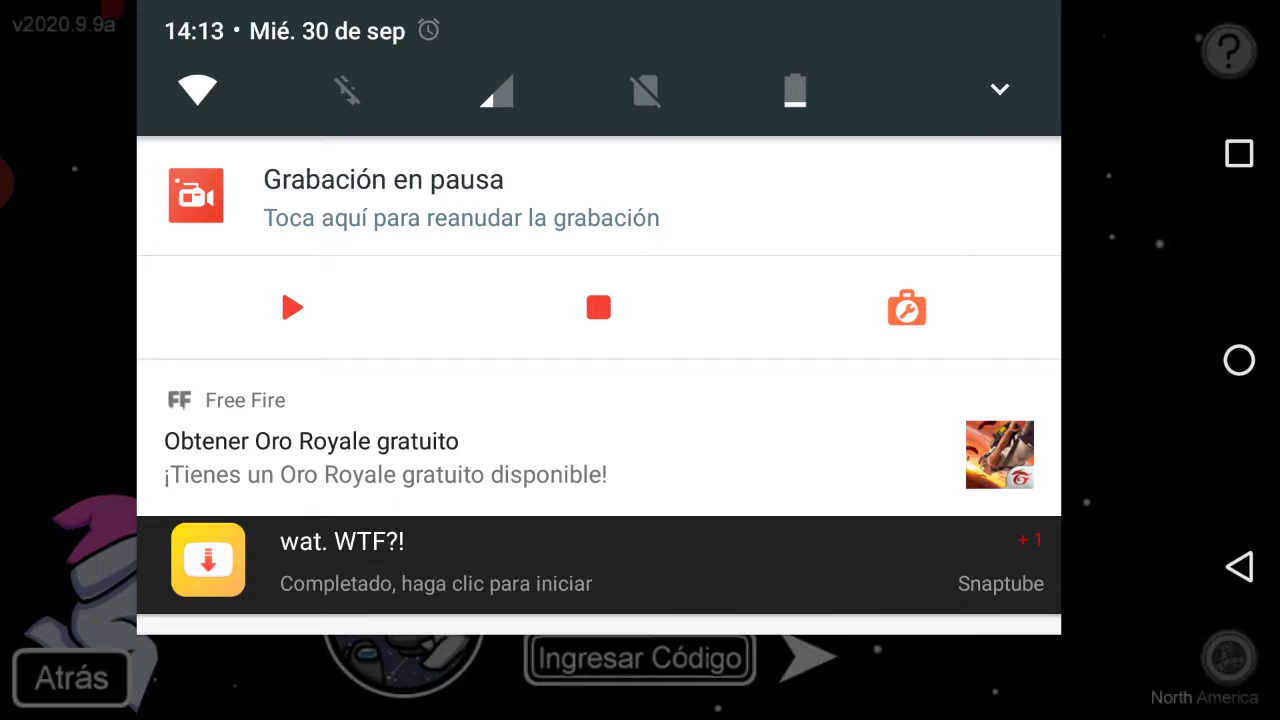 v2020.9.9a
14:13 • Mié. 30 de sep
Grabación en pausa
Toca aquí para reanudar la grabación
FF Free Fire
Obtener Oro Royale gratuito
¡Tienes un Oro Royale gratuito disponible!
wat. WTF?!
+ 1
Completado, haga clic para iniciar
Snaptube
Atrás
Ingresar Código
North America